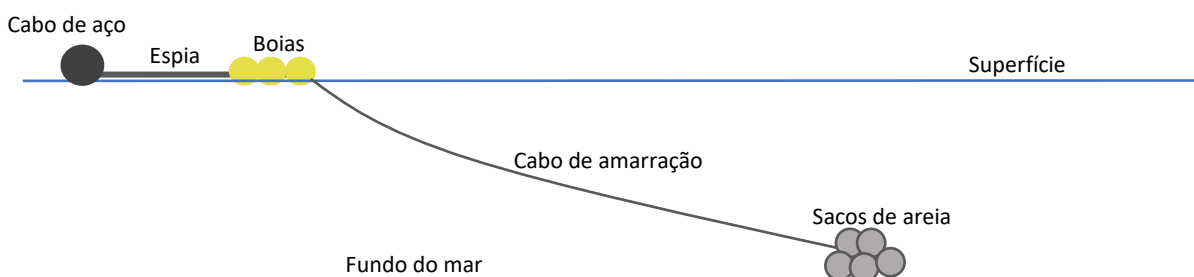 Cabo de aço
Espia
Boias
Superfície
Cabo de amarração
Sacos de areia
Fundo do mar